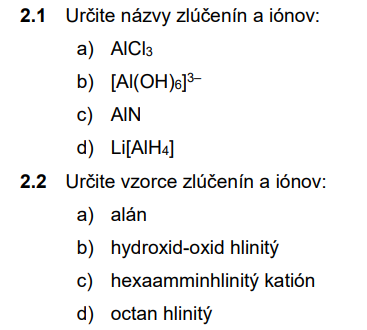 2.1 Určite názvy zlúčenín a iónov:
a) AlCl₃
b) [Al(OH)₆]³⁻
c) AlN
d) Li[AlH₄]
2.2 Určite vzorce zlúčenín a iónov:
a) alán
b) hydroxid-oxid hlinitý
c) hexaamminhlinitý katión
d) octan hlinitý